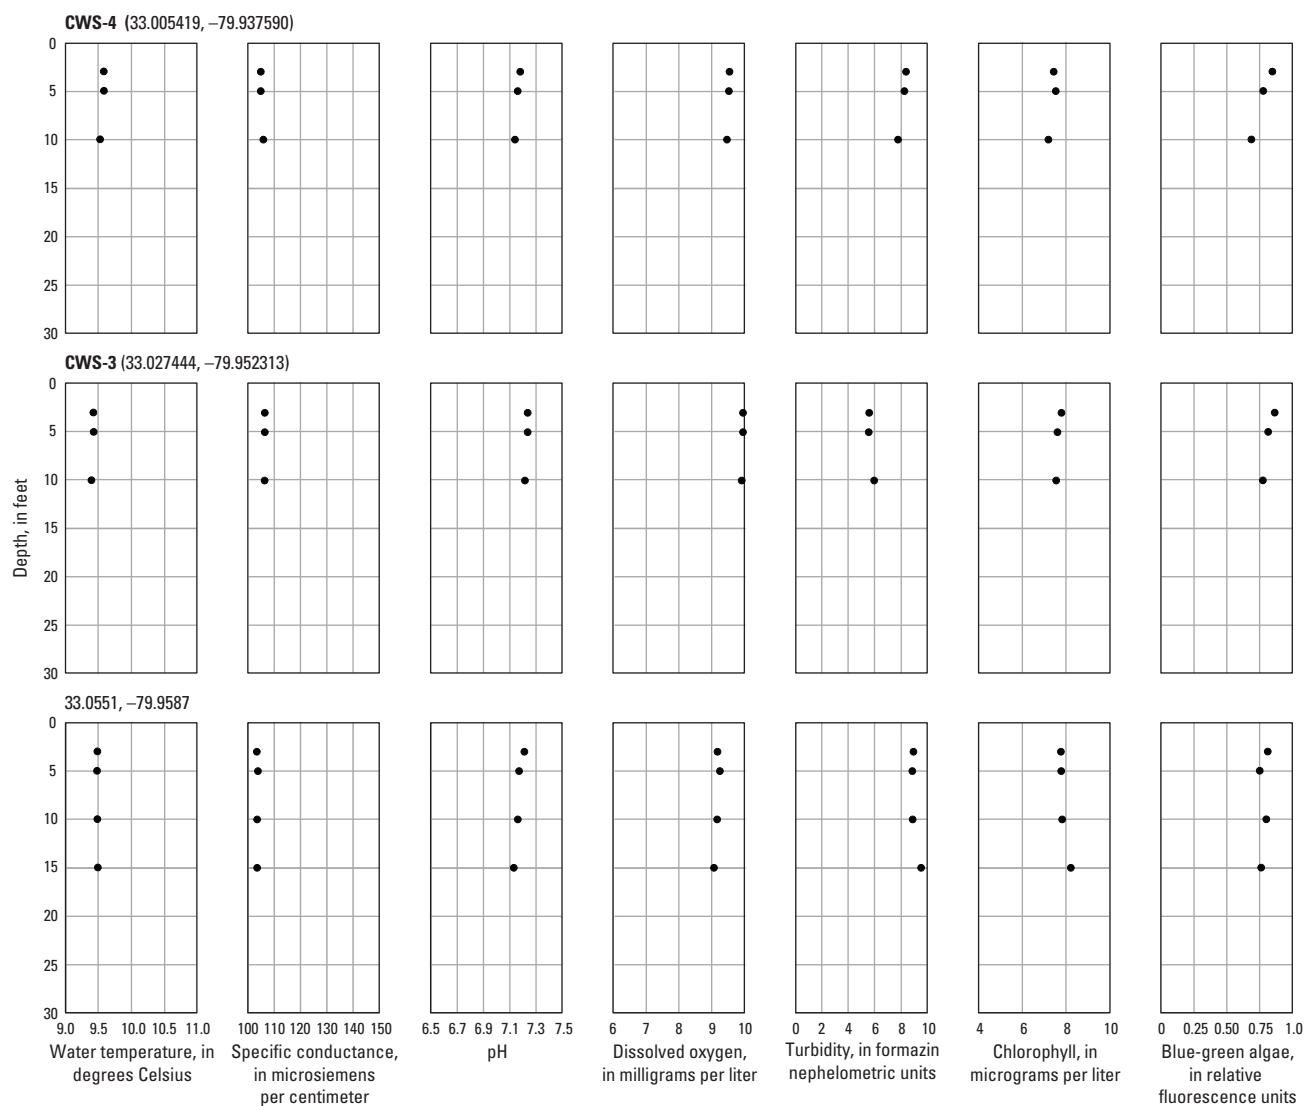 CWS-4 (33.005419, –79.937590)
0
5
10
15
20
25
30
CWS-3 (33.027444, –79.952313)
0
5
10
15
20
25
30
Depth, in feet
33.0551, –79.9587
0
5
10
15
20
25
30
9.0 9.5 10.0 10.5 11.0
100 110 120 130 140 150
6.5 6.7 6.9 7.1 7.3 7.5
6 7 8 9 10
0 2 4 6 8 10
4 6 8 10
0 0.25 0.50 0.75 1.0
Water temperature, in
degrees Celsius
Specific conductance,
in microsiemens
per centimeter
pH
Dissolved oxygen,
in milligrams per liter
Turbidity, in formazin
nephelometric units
Chlorophyll, in
micrograms per liter
Blue-green algae,
in relative
fluorescence units